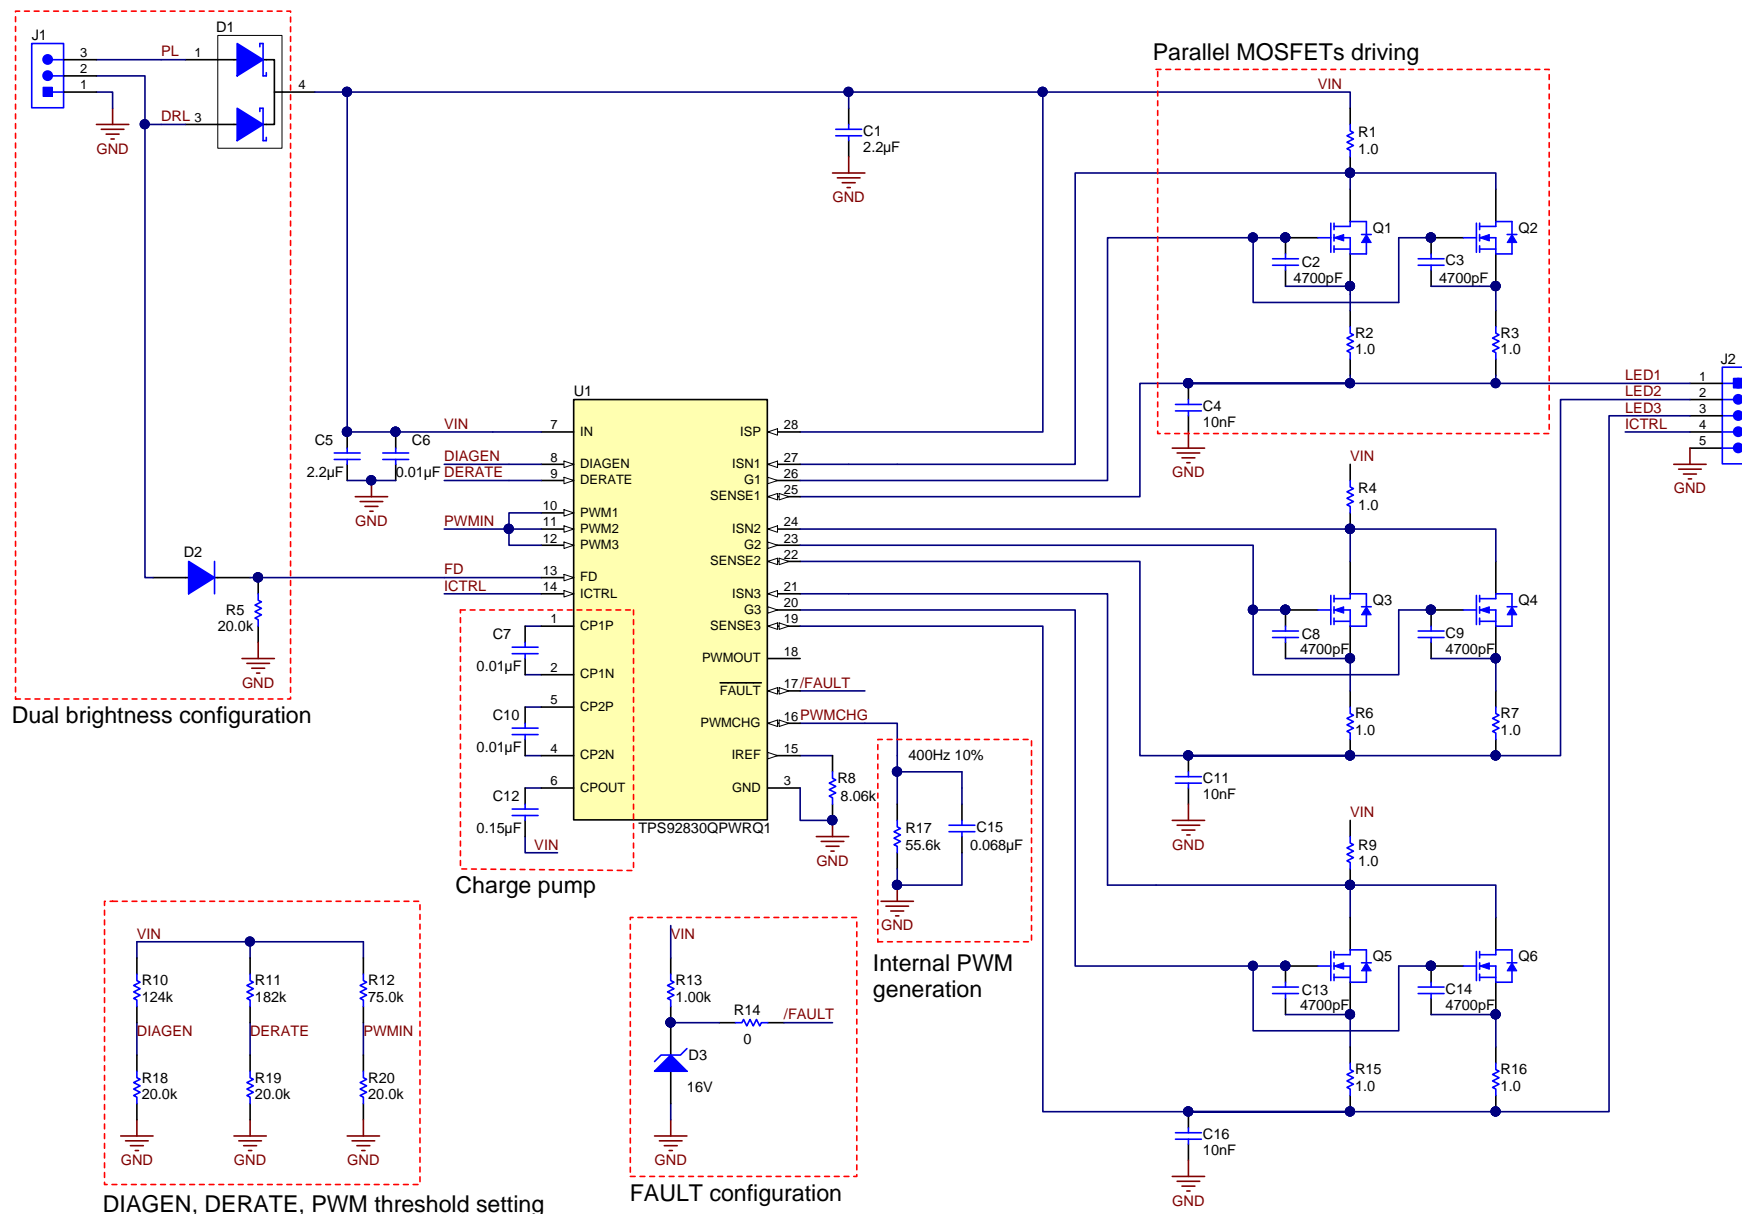 J1
3
2
1
PL
DRL
1
3
D1
4
GND
Dual brightness configuration
D2
R5
20.0k
GND
C1
2.2µF
GND
Parallel MOSFETs driving
VIN
R1
1.0
Q1
Q2
C2
4700pF
C3
4700pF
R2
1.0
R3
1.0
C4
10nF
GND
LED1
LED2
LED3
ICTRL
1
2
3
4
5
J2
GND
C5
2.2µF
C6
0.01µF
GND
VIN
DIAGEN
DERATE
PWMIN
FD
ICTRL
U1
7 IN
8 DIAGEN
9 DERATE
10 PWM1
11 PWM2
12 PWM3
13 FD
14 ICTRL
1 CP1P
2 CP1N
5 CP2P
4 CP2N
6 CPOUT
ISP 28
ISN1 27
G1 26
SENSE1 25
ISN2 24
G2 23
SENSE2 22
ISN3 21
G3 20
SENSE3 19
PWMOUT 18
FAULT 17 /FAULT
PWMCHG 16 PWMCHG
IREF 15
GND 3
TPS92830QPWRQ1
C7
0.01µF
C10
0.01µF
C12
0.15µF
VIN
Charge pump
R8
8.06k
GND
400Hz 10%
R17
55.6k
C15
0.068µF
GND
Internal PWM
generation
VIN
R4
1.0
Q3
Q4
C8
4700pF
C9
4700pF
R6
1.0
R7
1.0
C11
10nF
GND
VIN
R9
1.0
Q5
Q6
C13
4700pF
C14
4700pF
R15
1.0
R16
1.0
C16
10nF
GND
VIN
R10
124k
R11
182k
R12
75.0k
DIAGEN
DERATE
PWMIN
R18
20.0k
R19
20.0k
R20
20.0k
GND
GND
GND
DIAGEN, DERATE, PWM threshold setting
VIN
R13
1.00k
R14
0
/FAULT
D3
16V
GND
FAULT configuration